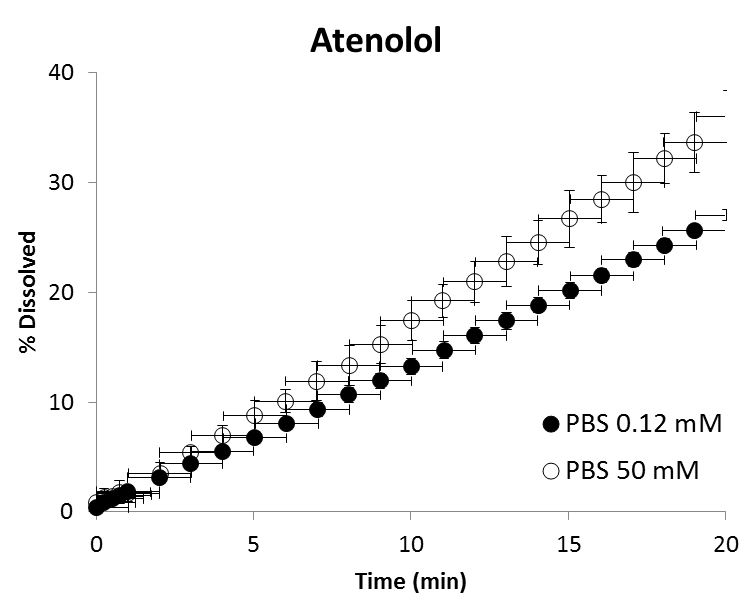 Atenolol
40
30
20
10
0
% Dissolved
PBS 0.12 mM
PBS 50 mM
0 5 10 15 20
Time (min)